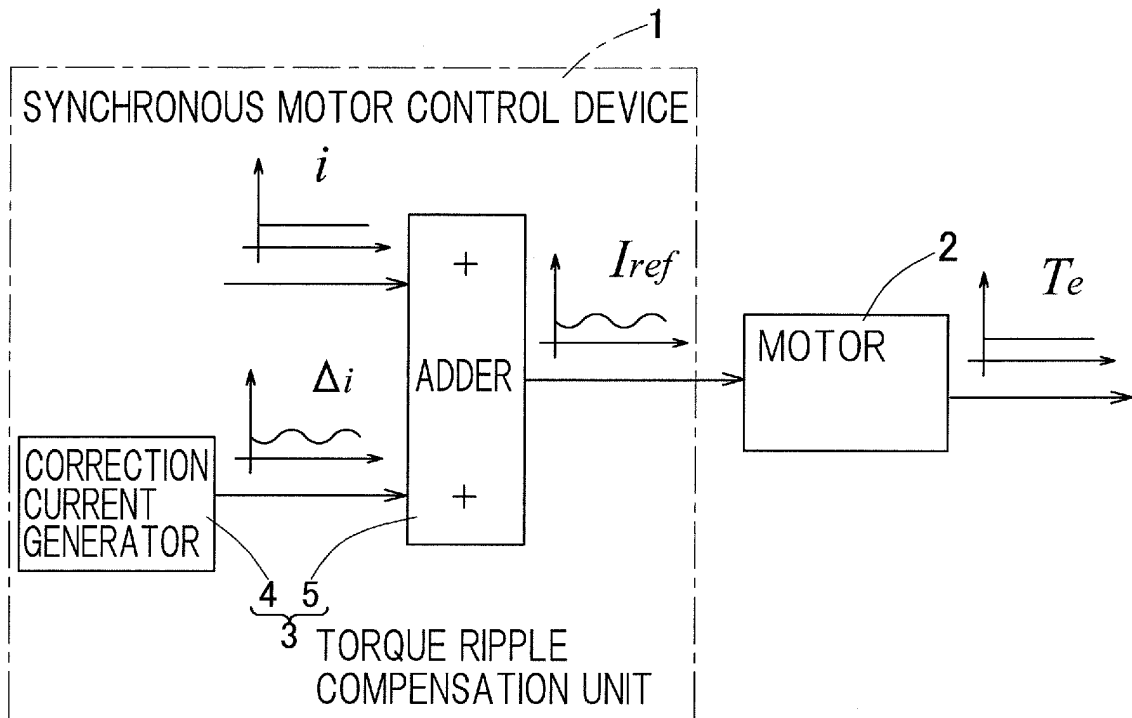 1
SYNCHRONOUS MOTOR CONTROL DEVICE
i
+
Iref
2
Te
MOTOR
ADDER
Δi
+
CORRECTION
CURRENT
GENERATOR
4 5
3
TORQUE RIPPLE
COMPENSATION UNIT